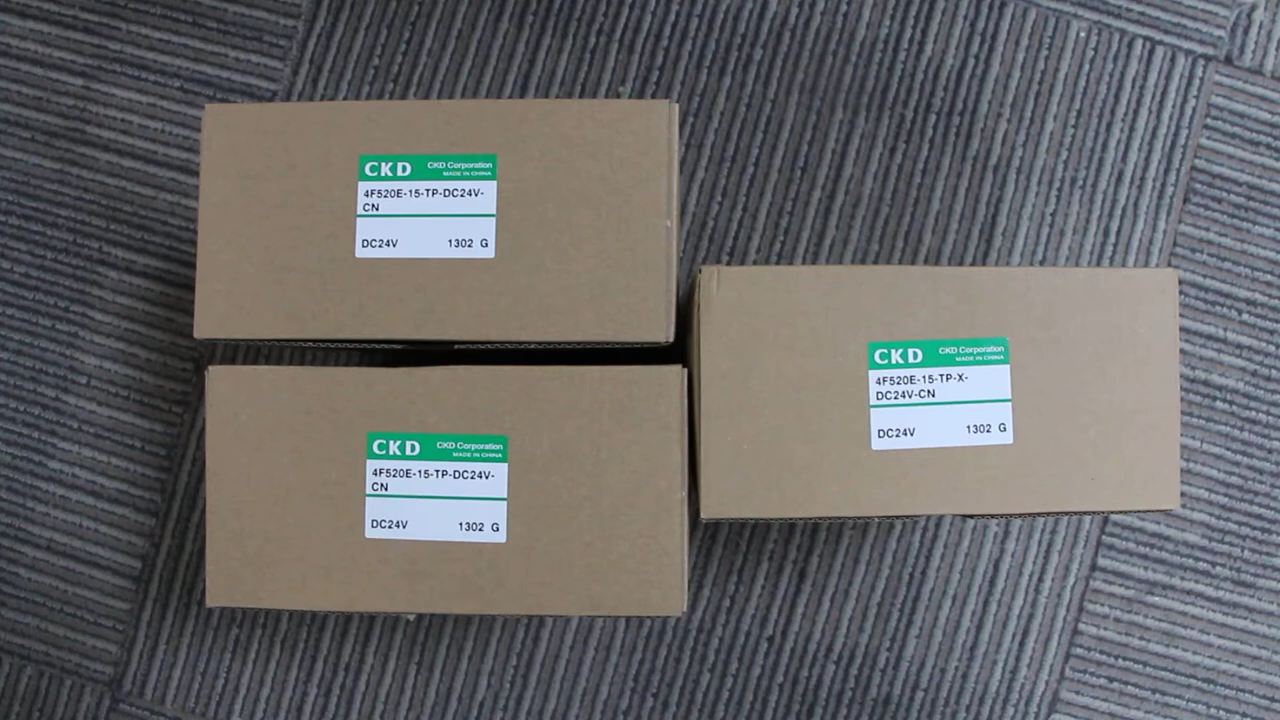 CKD CKD Corporation
MADE IN CHINA
4F520E-15-TP-DC24V-
CN
DC24V 1302 G
CKD CKD Corporation
MADE IN CHINA
4F520E-15-TP-X-
DC24V-CN
DC24V 1302 G
CKD CKD Corporation
MADE IN CHINA
4F520E-15-TP-DC24V-
CN
DC24V 1302 G